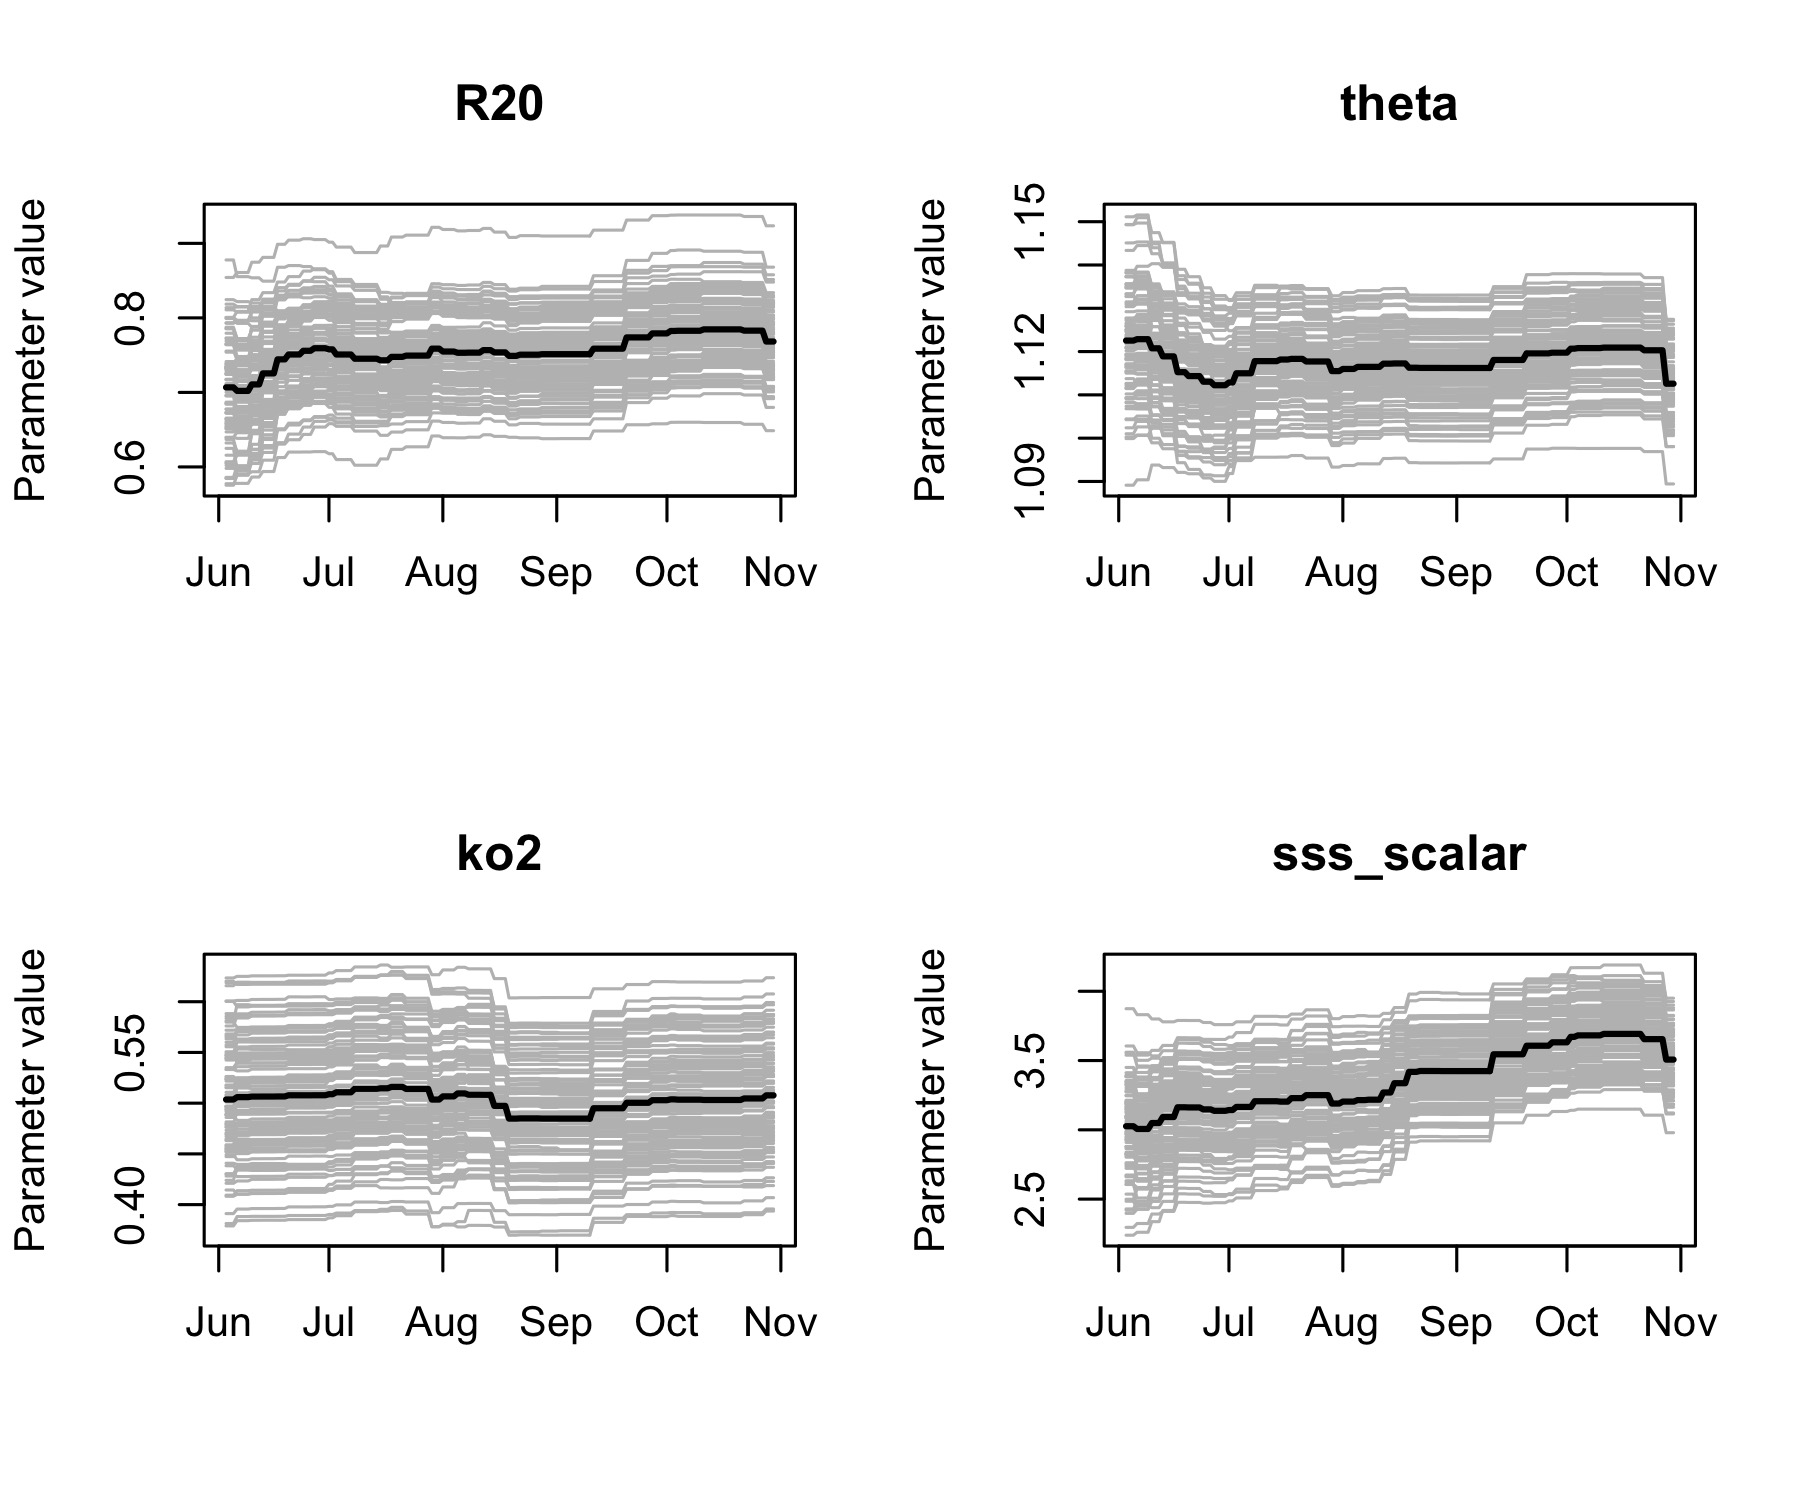 R20
Parameter value
0.8
0.6
Jun Jul Aug Sep Oct Nov
theta
Parameter value
1.15
1.12
1.09
Jun Jul Aug Sep Oct Nov
ko2
Parameter value
0.55
0.40
Jun Jul Aug Sep Oct Nov
sss_scalar
Parameter value
3.5
2.5
Jun Jul Aug Sep Oct Nov